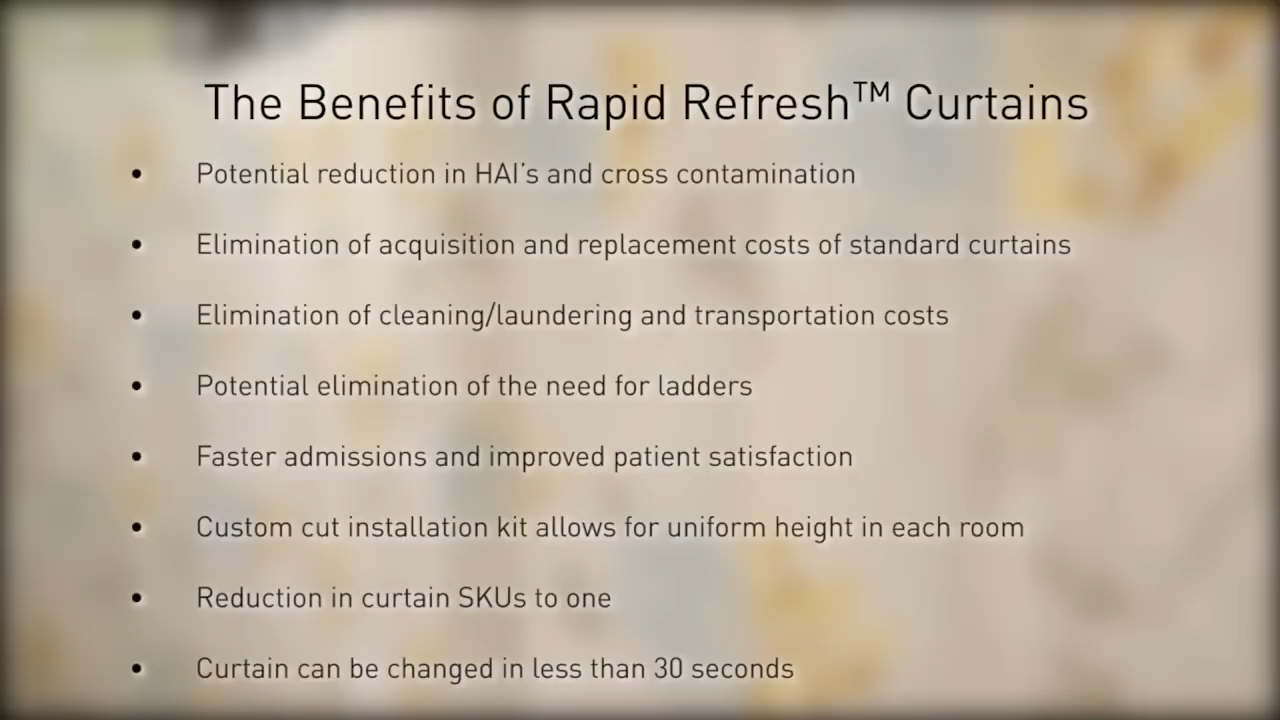 The Benefits of Rapid Refresh™ Curtains
• Potential reduction in HAI's and cross contamination
• Elimination of acquisition and replacement costs of standard curtains
• Elimination of cleaning/laundering and transportation costs
• Potential elimination of the need for ladders
• Faster admissions and improved patient satisfaction
• Custom cut installation kit allows for uniform height in each room
• Reduction in curtain SKUs to one
• Curtain can be changed in less than 30 seconds